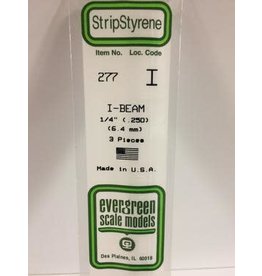 StripStyrene
Item No. Loc. Code
277 I
I-BEAM
1/4" (.250)
(6.4 mm)
3 Pieces
Made in U.S.A.
evergreen
scale models
Des Plaines, IL 60018